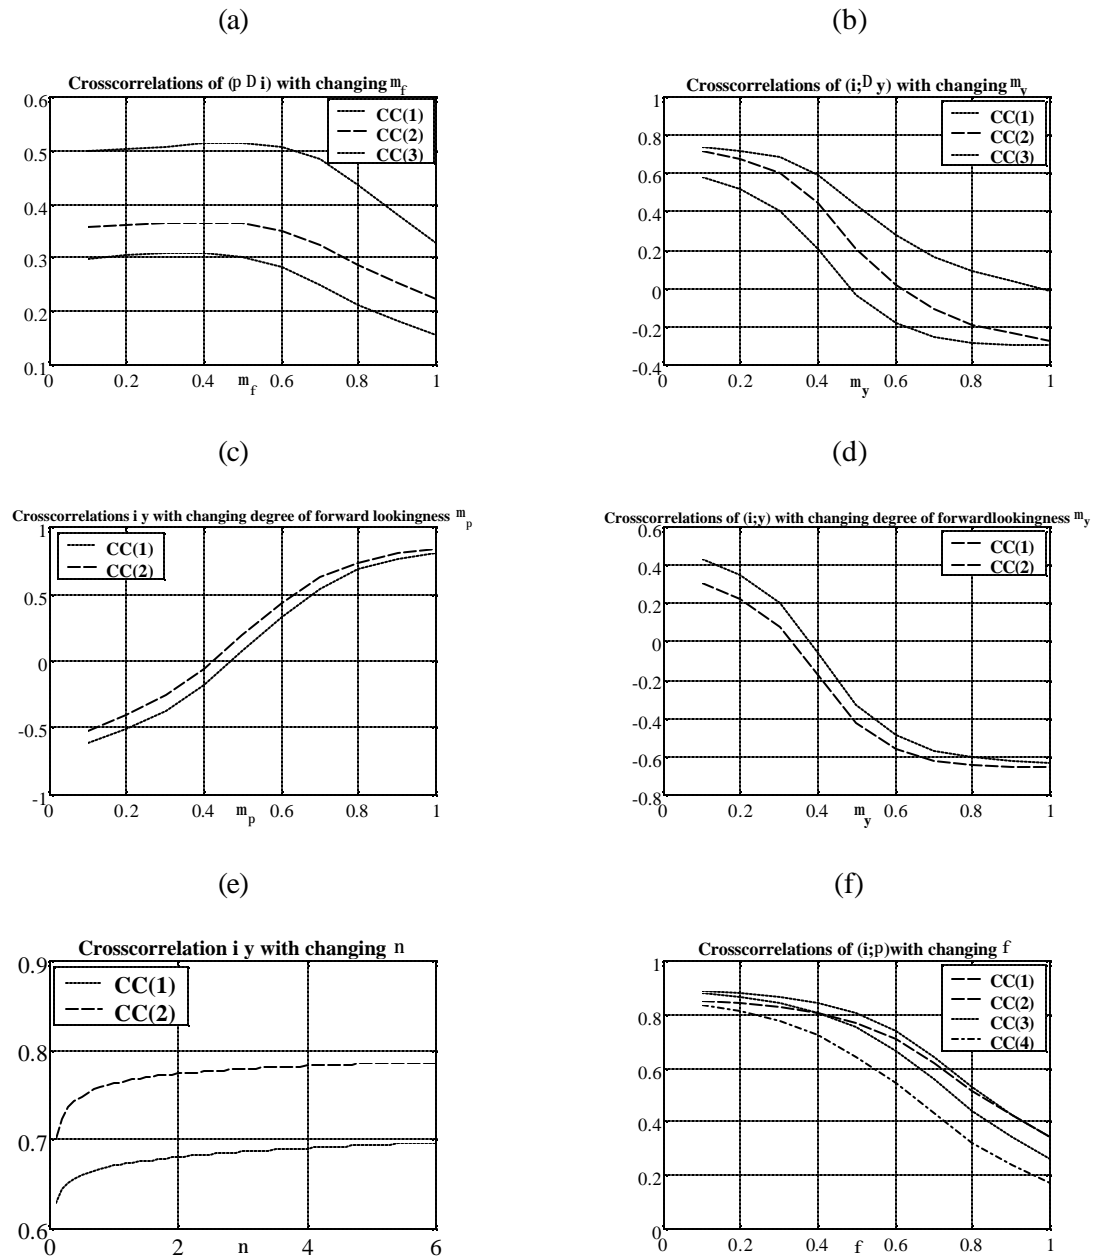 (a)
Crosscorrelations of (p D i) with changing m_f
0.6
0.5
0.4
0.3
0.2
0.1
CC(1)
CC(2)
CC(3)
0
0.2
0.4
0.6
0.8
1
m_f
(b)
Crosscorrelations of (i;D y) with changing m_y
1
0.8
0.6
0.4
0.2
0
-0.2
-0.4
CC(1)
CC(2)
CC(3)
0
0.2
0.4
0.6
0.8
1
m_y
(c)
Crosscorrelations i y with changing degree of forward lookingness m_p
1
0.5
0
-0.5
-1
CC(1)
CC(2)
0
0.2
0.4
0.6
0.8
1
m_p
(d)
Crosscorrelations of (i;y) with changing degree of forwardlookingness m_y
0.6
0.4
0.2
0
-0.2
-0.4
-0.6
-0.8
CC(1)
CC(2)
0
0.2
0.4
0.6
0.8
1
m_y
(e)
Crosscorrelation i y with changing n
0.9
0.8
0.7
0.6
CC(1)
CC(2)
0
2
4
6
n
(f)
Crosscorrelations of (i;p)with changing f
1
0.8
0.6
0.4
0.2
0
CC(1)
CC(2)
CC(3)
CC(4)
0
0.2
0.4
0.6
0.8
1
f